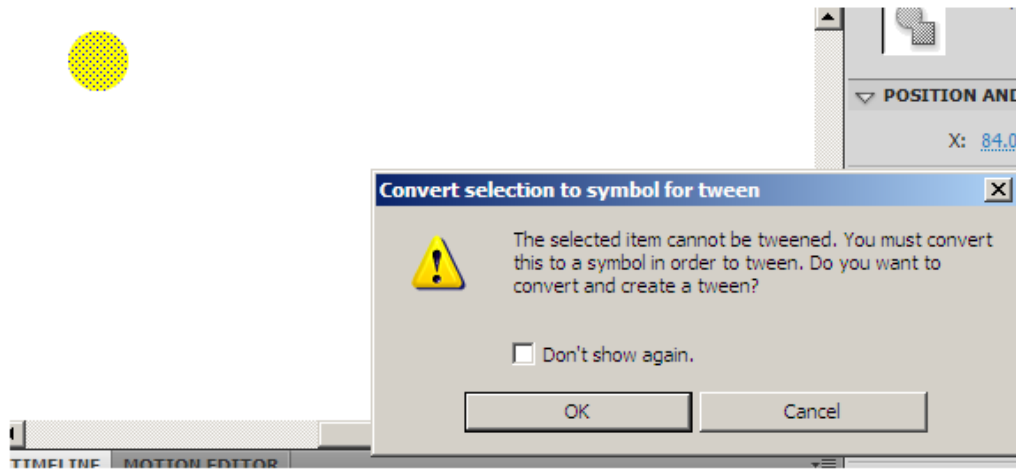 POSITION AND
X: 84.0
Convert selection to symbol for tween
The selected item cannot be tweened. You must convert
this to a symbol in order to tween. Do you want to
convert and create a tween?
Don't show again.
OK Cancel
TIMELINE MOTION EDITOR